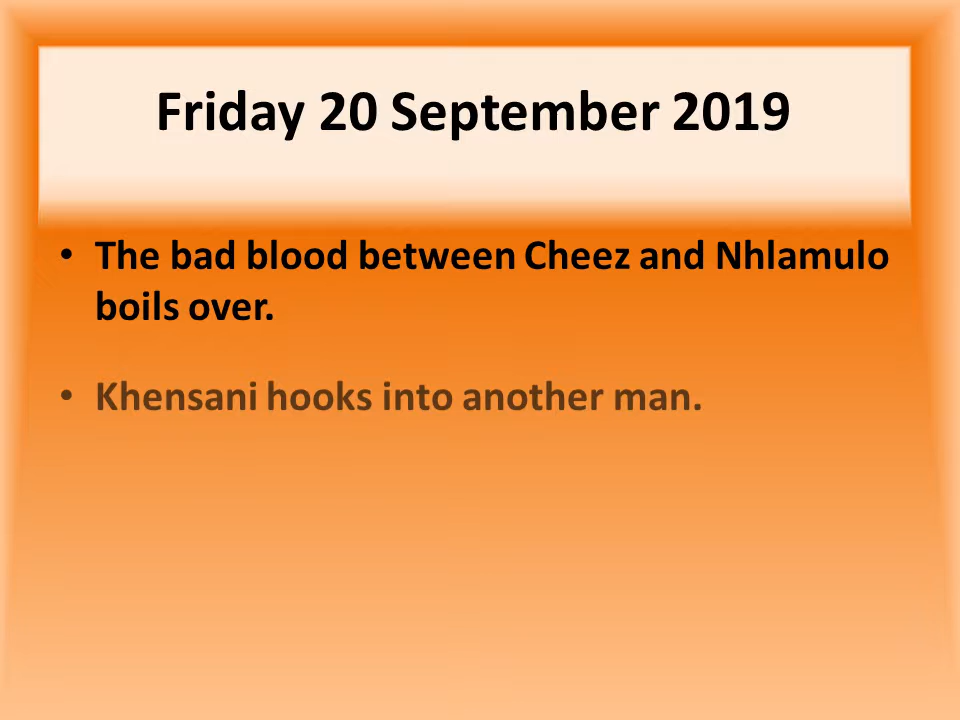 Friday 20 September 2019
• The bad blood between Cheez and Nhlamulo
boils over.
• Khensani hooks into another man.